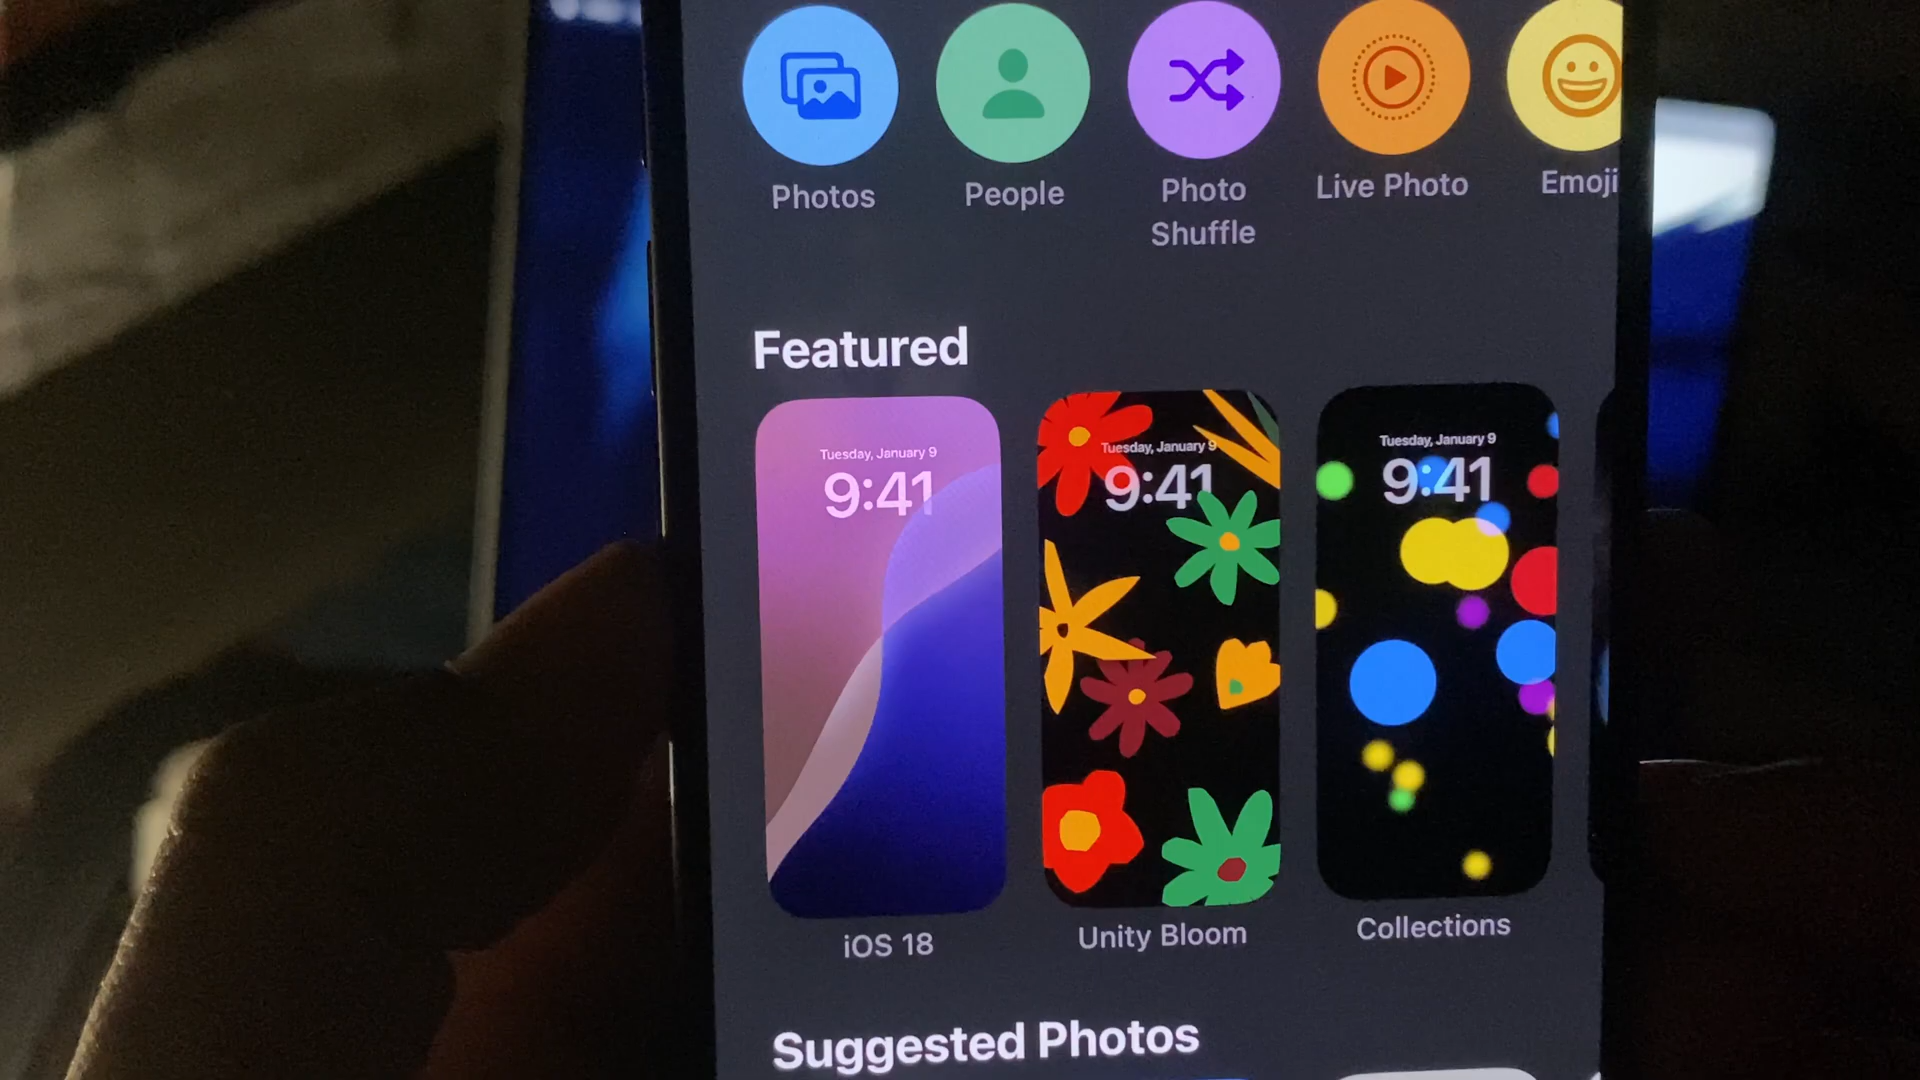 Photos
People
Photo
Shuffle
Live Photo
Emoji
Featured
Tuesday, January 9
9:41
Tuesday, January 9
9:41
Tuesday, January 9
9:41
iOS 18
Unity Bloom
Collections
Suggested Photos